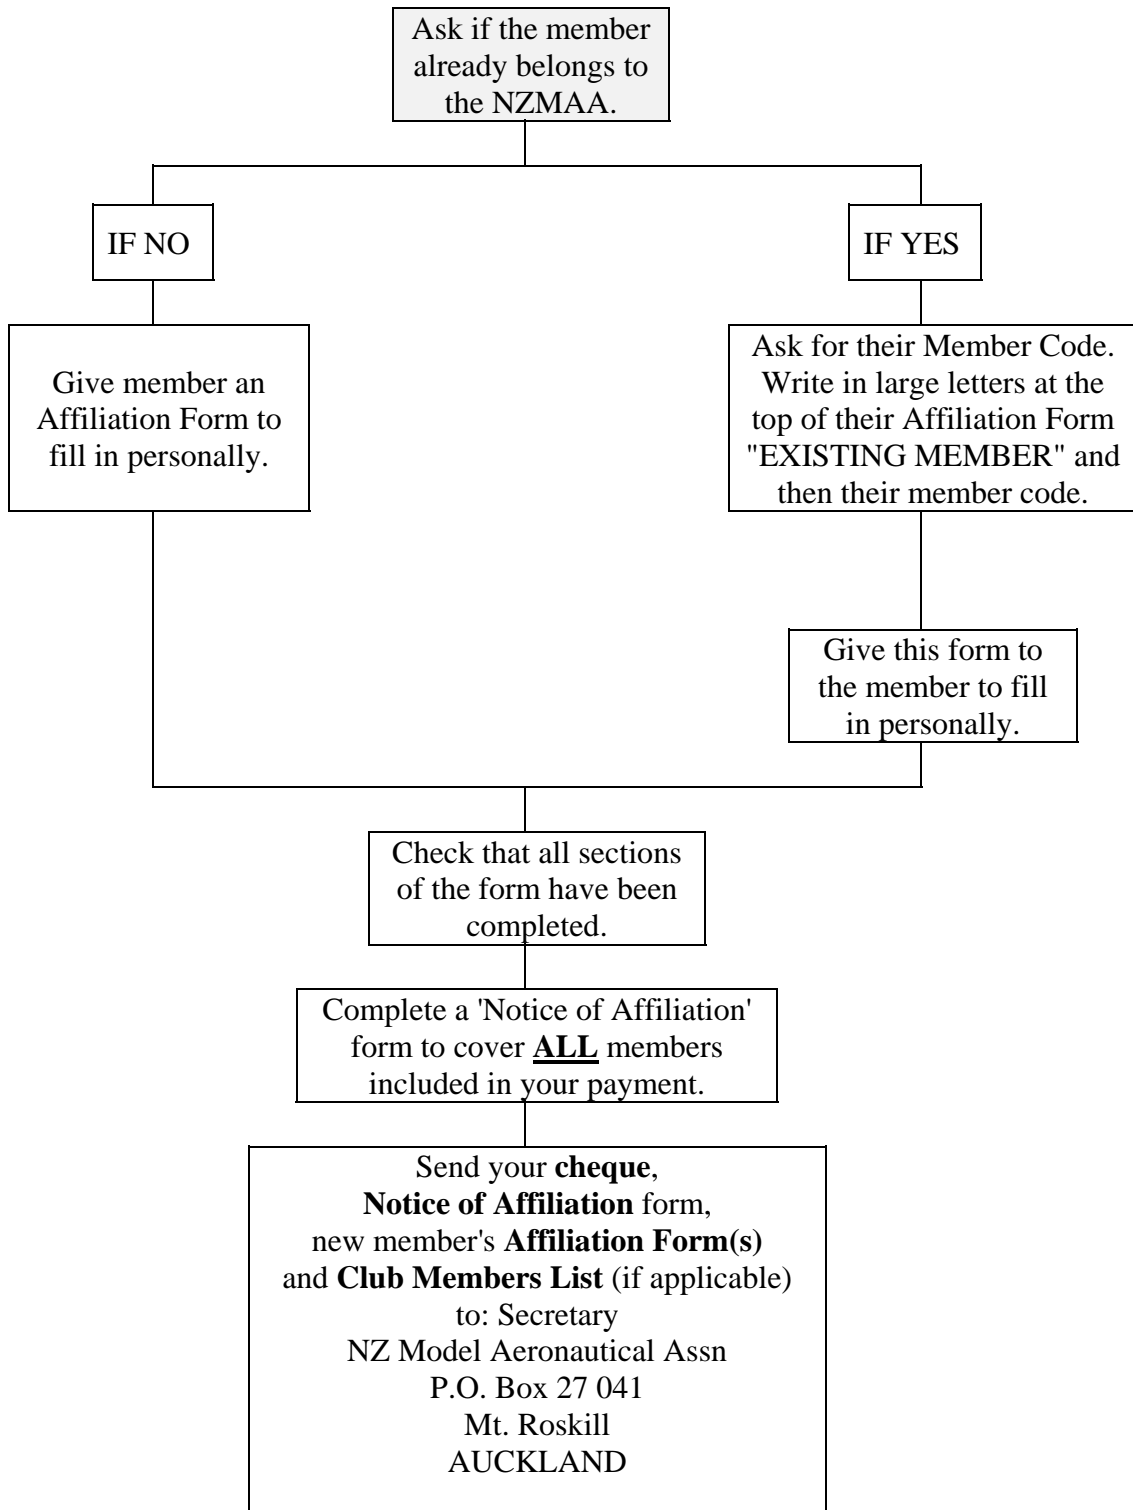 Ask if the member
already belongs to
the NZMAA.
IF NO
IF YES
Give member an
Affiliation Form to
fill in personally.
Ask for their Member Code.
Write in large letters at the
top of their Affiliation Form
"EXISTING MEMBER" and
then their member code.
Give this form to
the member to fill
in personally.
Check that all sections
of the form have been
completed.
Complete a 'Notice of Affiliation'
form to cover ALL members
included in your payment.
Send your cheque,
Notice of Affiliation form,
new member's Affiliation Form(s)
and Club Members List (if applicable)
to: Secretary
NZ Model Aeronautical Assn
P.O. Box 27 041
Mt. Roskill
AUCKLAND